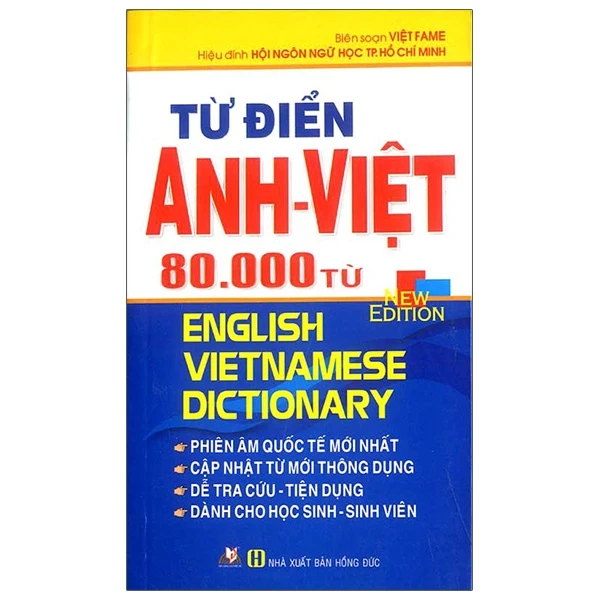 Biên soạn VIỆT FAME
Hiệu đính HỘI NGÔN NGỮ HỌC TP. HỒ CHÍ MINH
TỪ ĐIỂN
ANH-VIỆT
80.000 TỪ
NEW
EDITION
ENGLISH
VIETNAMESE
DICTIONARY
PHIÊN ÂM QUỐC TẾ MỚI NHẤT
CẬP NHẬT TỪ MỚI THÔNG DỤNG
DỄ TRA CỨU - TIỆN DỤNG
DÀNH CHO HỌC SINH - SINH VIÊN
NHÀ XUẤT BẢN HỒNG ĐỨC